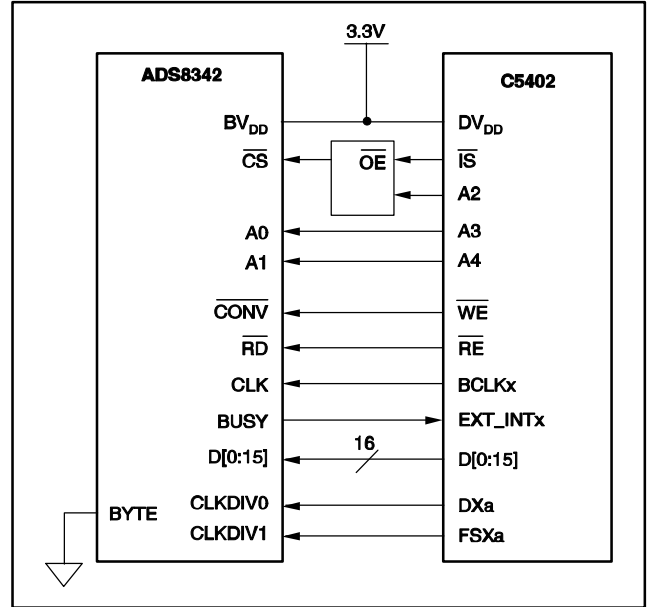 3.3V
ADS8342
C5402
BVDD
DVDD
CS
OE
IS
A2
A0
A3
A1
A4
CONV
WE
RD
RE
CLK
BCLKx
BUSY
EXT_INTx
D[0:15]
16
D[0:15]
BYTE
CLKDIV0
DXa
CLKDIV1
FSXa